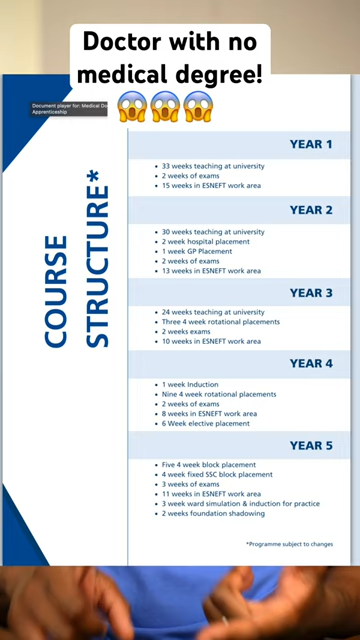 Doctor with no
medical degree!
😱😱😱
Document player for: Medical Do
Apprenticeship
COURSE
STRUCTURE*
YEAR 1
• 33 weeks teaching at university
• 2 weeks of exams
• 15 weeks in ESNEFT work area
YEAR 2
• 30 weeks teaching at university
• 2 week hospital placement
• 1 week GP Placement
• 2 weeks of exams
• 13 weeks in ESNEFT work area
YEAR 3
• 24 weeks teaching at university
• Three 4 week rotational placements
• 2 weeks exams
• 10 weeks in ESNEFT work area
YEAR 4
• 1 week Induction
• Nine 4 week rotational placements
• 2 weeks of exams
• 8 weeks in ESNEFT work area
• 6 Week elective placement
YEAR 5
• Five 4 week block placement
• 4 week fixed SSC block placement
• 3 weeks of exams
• 11 weeks in ESNEFT work area
• 3 week ward simulation & induction for practice
• 2 weeks foundation shadowing
*Programme subject to changes